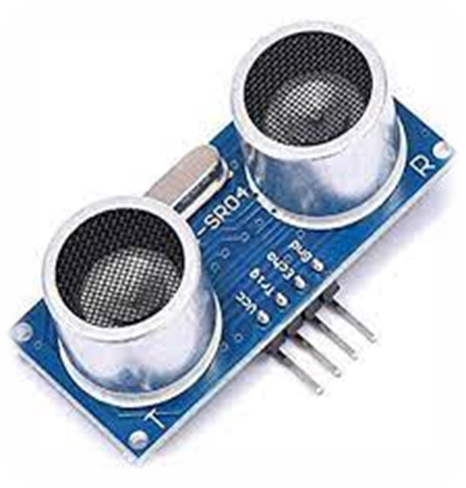 R
-SR04
Gnd
Echo
Trig
Vcc
T